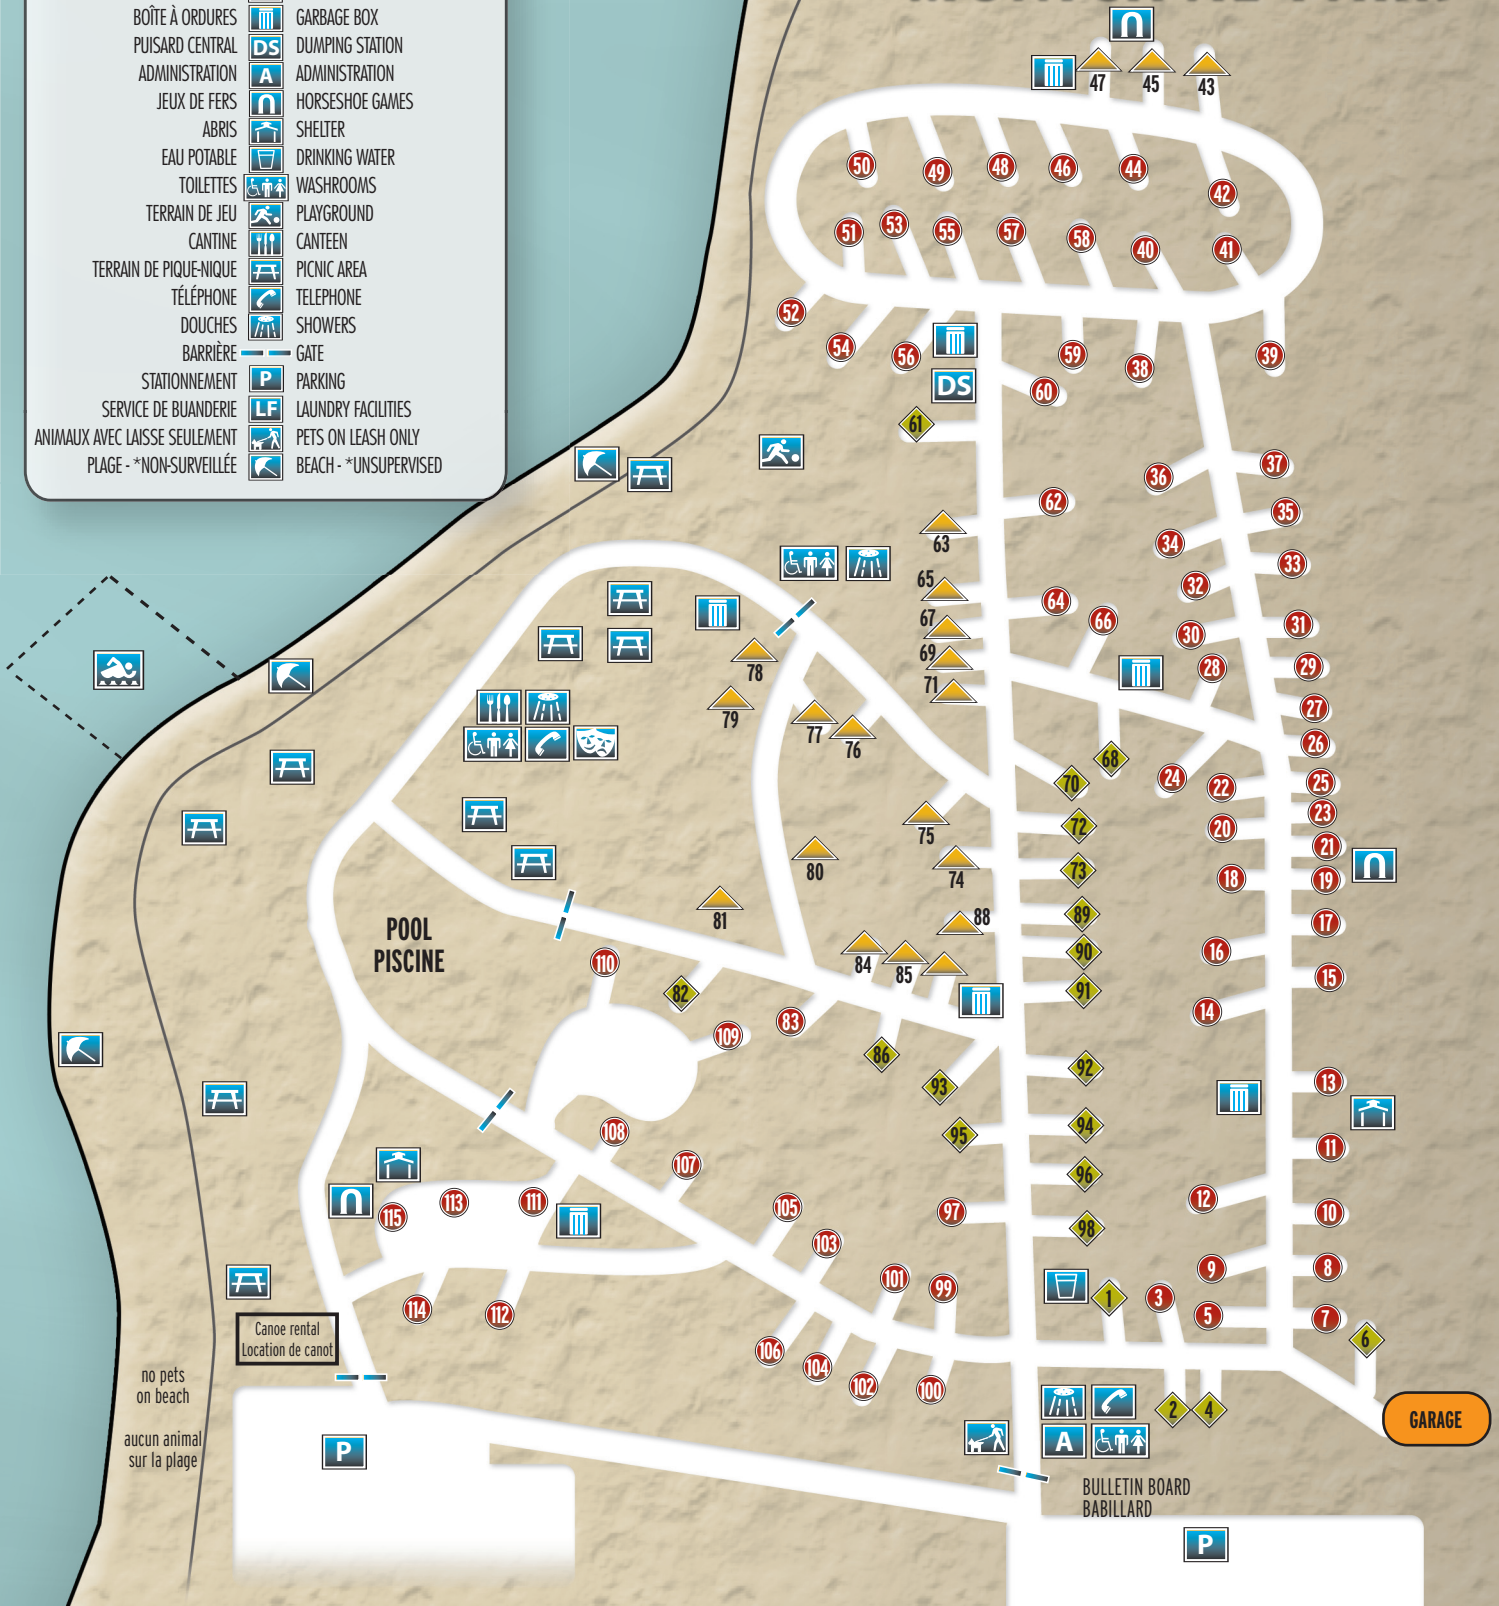 BOÎTE À ORDURES GARBAGE BOX
PUISARD CENTRAL DS DUMPING STATION
ADMINISTRATION A ADMINISTRATION
JEUX DE FERS HORSESHOE GAMES
ABRIS SHELTER
EAU POTABLE DRINKING WATER
TOILETTES WASHROOMS
TERRAIN DE JEU PLAYGROUND
CANTINE CANTEEN
TERRAIN DE PIQUE-NIQUE PICNIC AREA
TÉLÉPHONE TELEPHONE
DOUCHES SHOWERS
BARRIÈRE GATE
STATIONNEMENT P PARKING
SERVICE DE BUANDERIE LF LAUNDRY FACILITIES
ANIMAUX AVEC LAISSE SEULEMENT PETS ON LEASH ONLY
PLAGE - *NON-SURVEILLÉE BEACH - *UNSUPERVISED
47 45 43
50 49 48 46 44 42
51 53 55 57 58 40 41
52 54 56 59 38 39
DS
60
61
36 37
62 35
63 34 33
65 64 32
67 66 30 31
69 28 29
71 27
78
79 77 76 26
68
70 24 22 25
75 72 20 23
80 74 73 18 21
19
81 88 89 17
POOL
PISCINE
84 85 90 16
110 82 91 15
109 83 14
86 92 13
93
95 94 11
108
107 96 12
115 113 111 105 97 98 10
103 9 8
101 99 1 3 5 7
114 112 6
Canoe rental
Location de canot
106 104 102 100 2 4
no pets
on beach
aucun animal
sur la plage
GARAGE
P
A
BULLETIN BOARD
BABILLARD
P